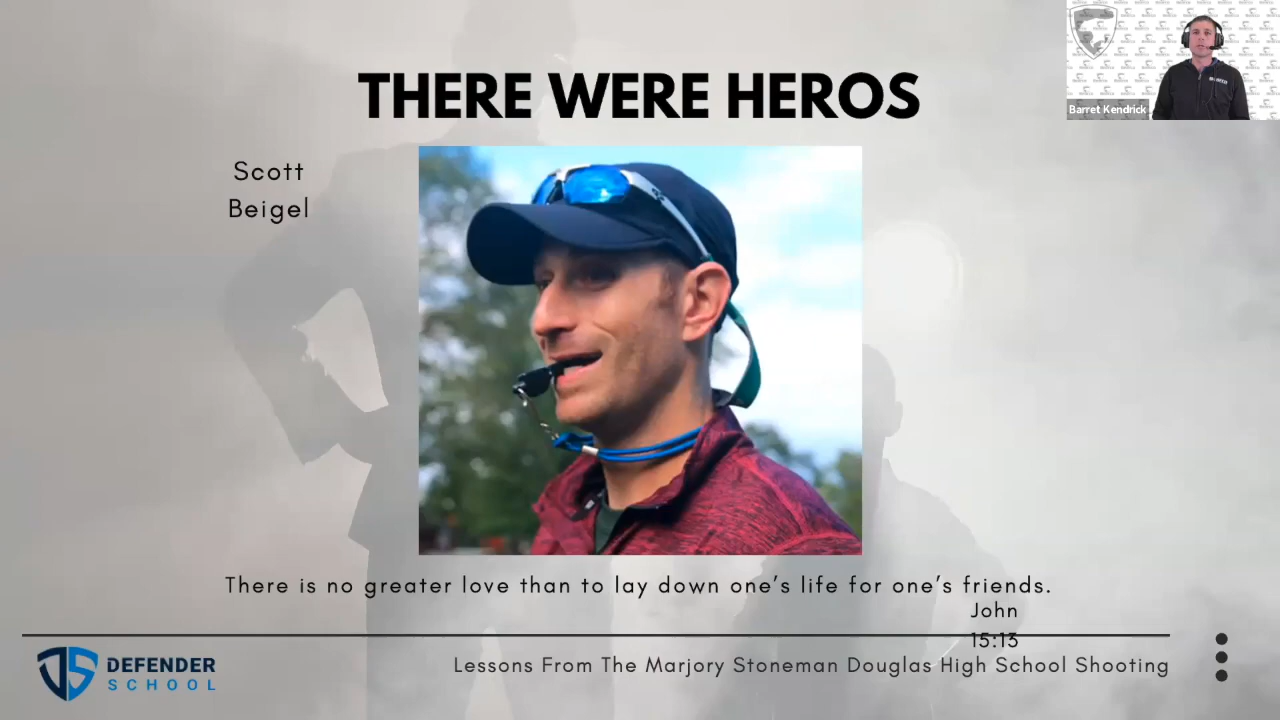 THERE WERE HEROS
Barret Kendrick
Scott
Beigel
There is no greater love than to lay down one's life for one's friends.
John
15:13
DEFENDER
SCHOOL
Lessons From The Marjory Stoneman Douglas High School Shooting